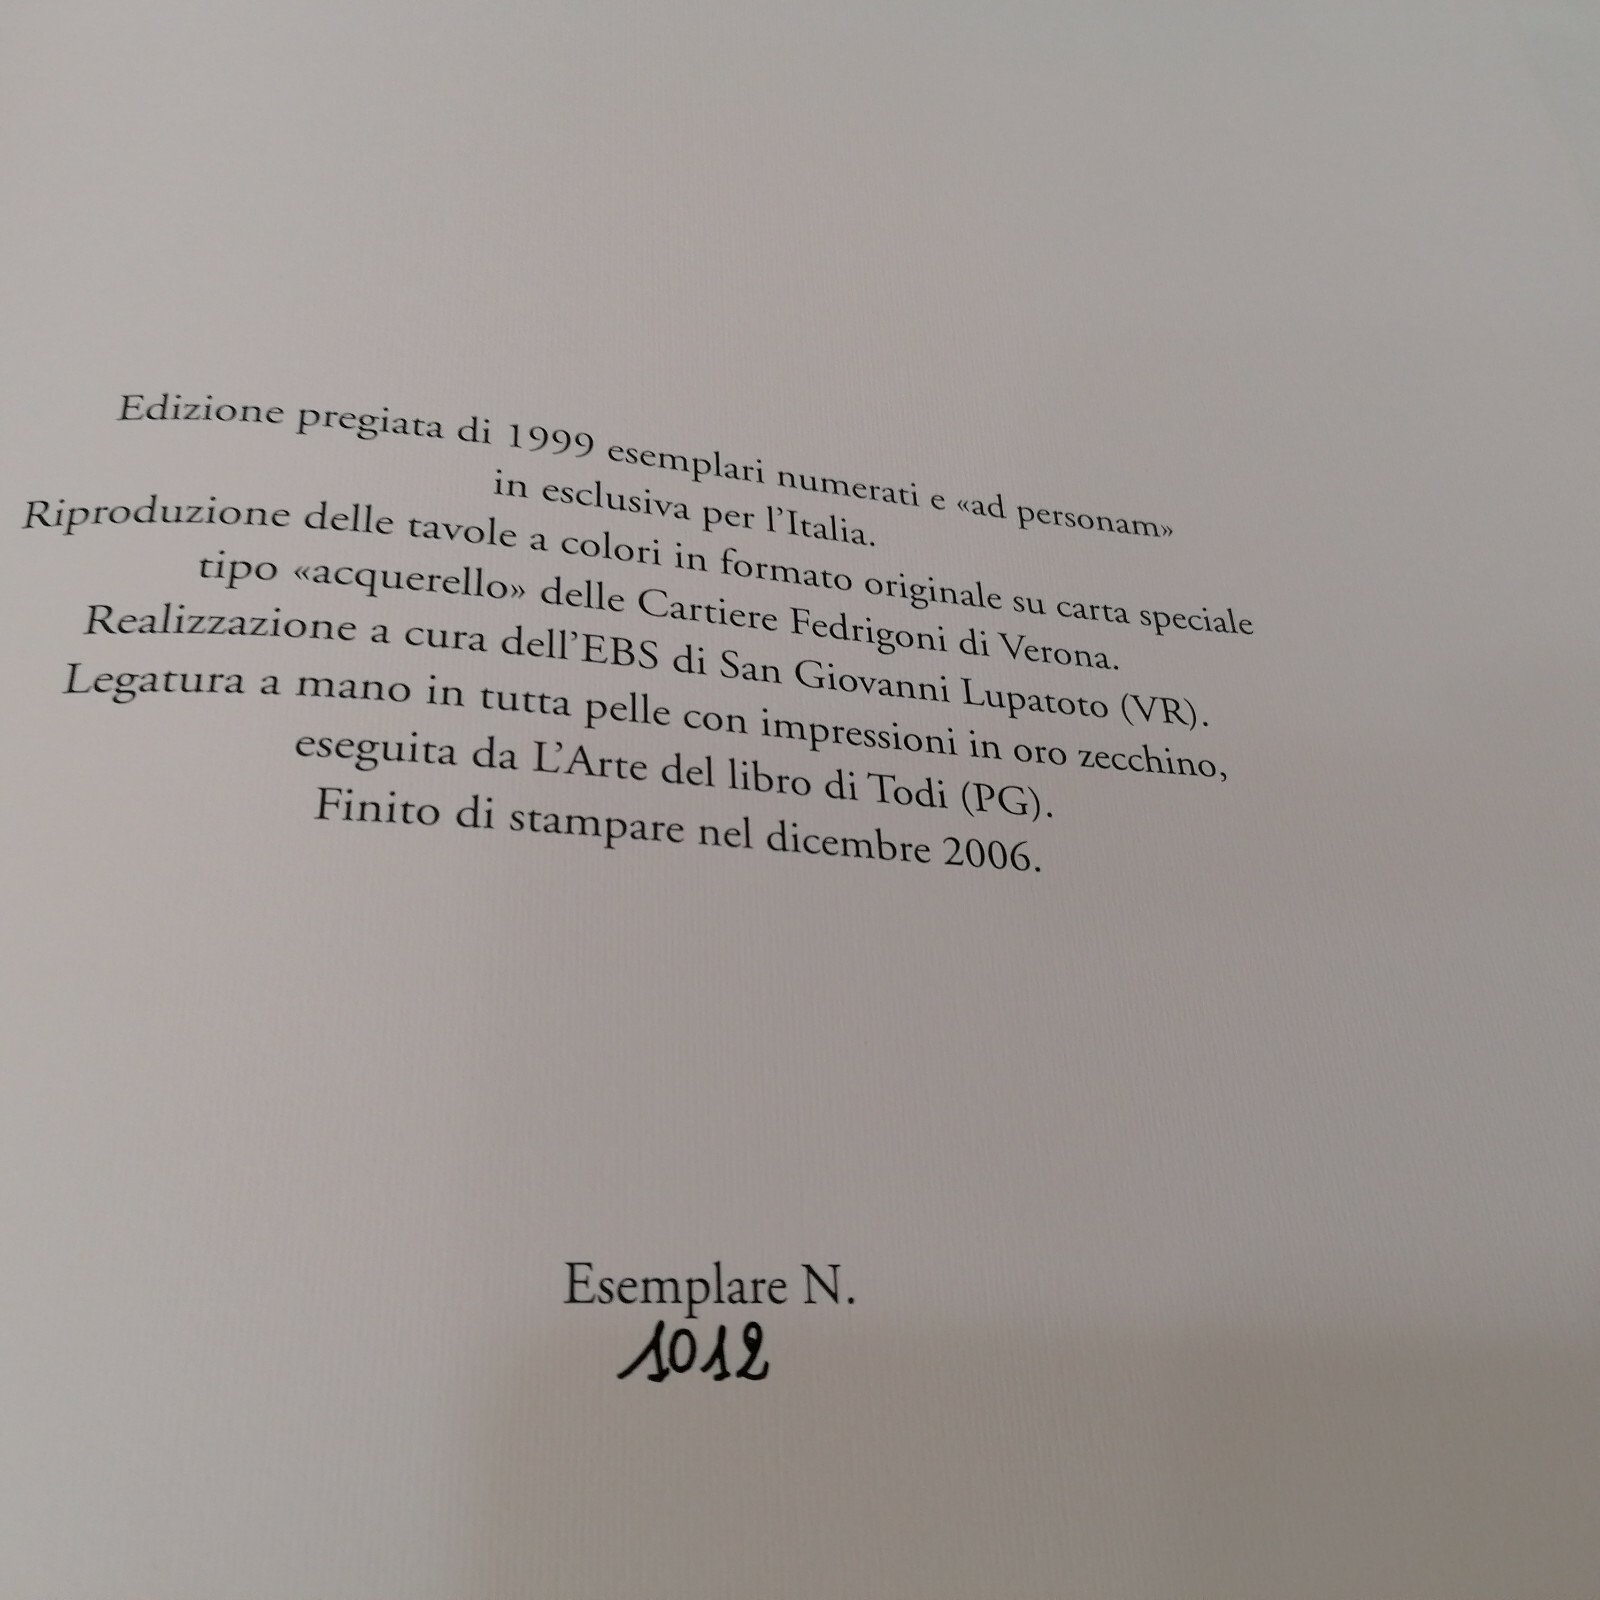 Edizione pregiata di 1999 esemplari numerati e «ad personam»
in esclusiva per l’Italia.
Riproduzione delle tavole a colori in formato originale su carta speciale
tipo «acquerello» delle Cartiere Fedrigoni di Verona.
Realizzazione a cura dell’EBS di San Giovanni Lupatoto (VR).
Legatura a mano in tutta pelle con impressioni in oro zecchino,
eseguita da L’Arte del libro di Todi (PG).
Finito di stampare nel dicembre 2006.
Esemplare N.
1012